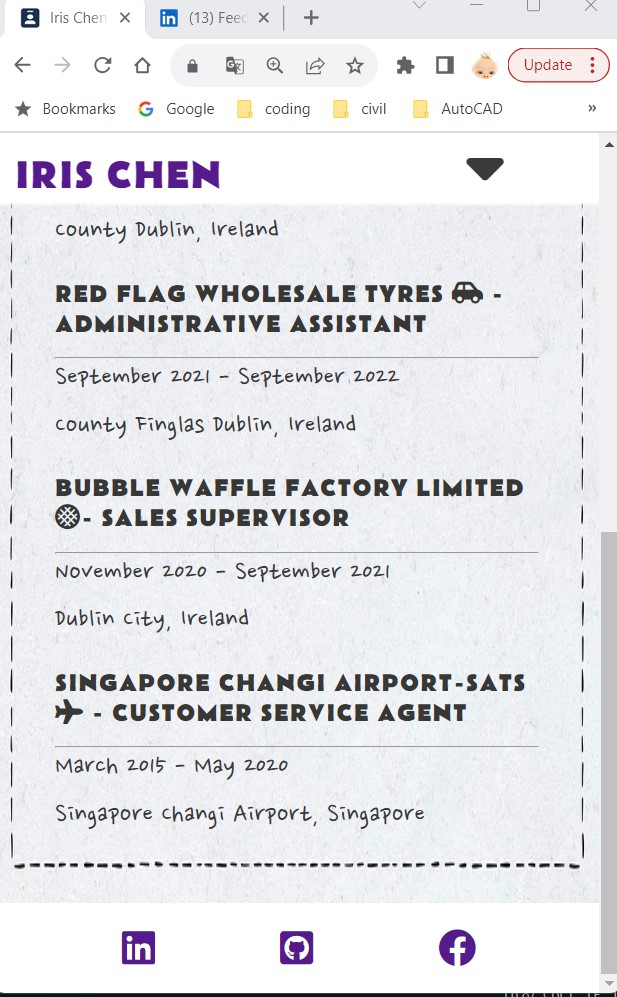 Iris Chen
(13) Feed
Update
Bookmarks
Google
coding
civil
AutoCAD
»
IRIS CHEN
County Dublin, Ireland
RED FLAG WHOLESALE TYRES -
ADMINISTRATIVE ASSISTANT
September 2021 - September 2022
County Finglas Dublin, Ireland
BUBBLE WAFFLE FACTORY LIMITED
- SALES SUPERVISOR
November 2020 - September 2021
Dublin City, Ireland
SINGAPORE CHANGI AIRPORT-SATS
- CUSTOMER SERVICE AGENT
March 2015 - May 2020
Singapore Changi Airport, Singapore
in